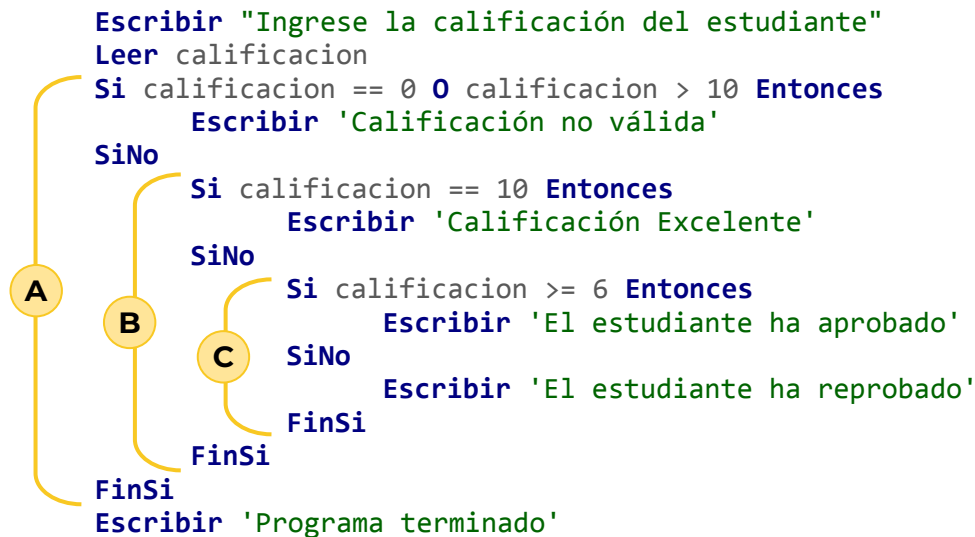 Escribir "Ingrese la calificación del estudiante"
Leer calificacion
Si calificacion == 0 O calificacion > 10 Entonces
Escribir 'Calificación no válida'
SiNo
Si calificacion == 10 Entonces
Escribir 'Calificación Excelente'
SiNo
A
Si calificacion >= 6 Entonces
B
Escribir 'El estudiante ha aprobado'
C
SiNo
Escribir 'El estudiante ha reprobado'
FinSi
FinSi
FinSi
Escribir 'Programa terminado'